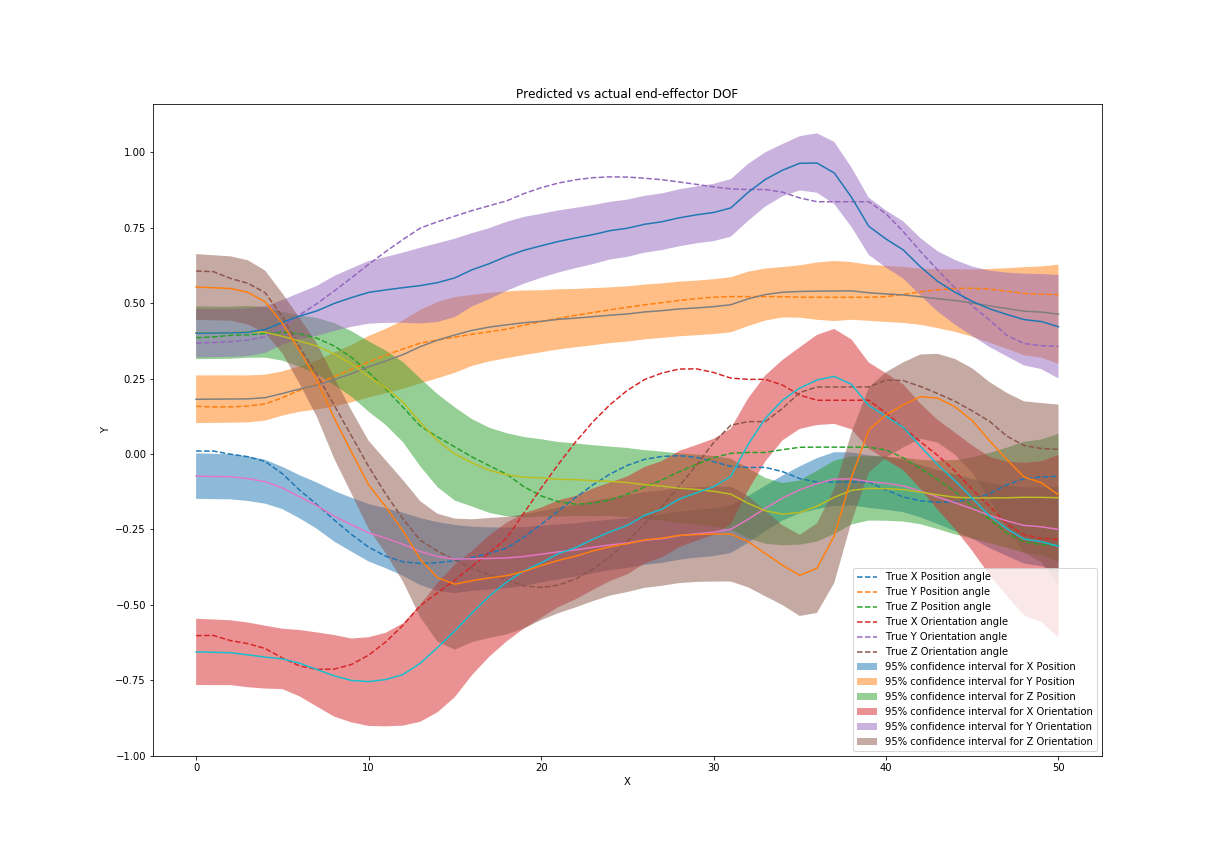 Predicted vs actual end-effector DOF
1.00
0.75
0.50
0.25
0.00
−0.25
−0.50
−0.75
−1.00
Y
0 10 20 30 40 50
X
True X Position angle
True Y Position angle
True Z Position angle
True X Orientation angle
True Y Orientation angle
True Z Orientation angle
95% confidence interval for X Position
95% confidence interval for Y Position
95% confidence interval for Z Position
95% confidence interval for X Orientation
95% confidence interval for Y Orientation
95% confidence interval for Z Orientation